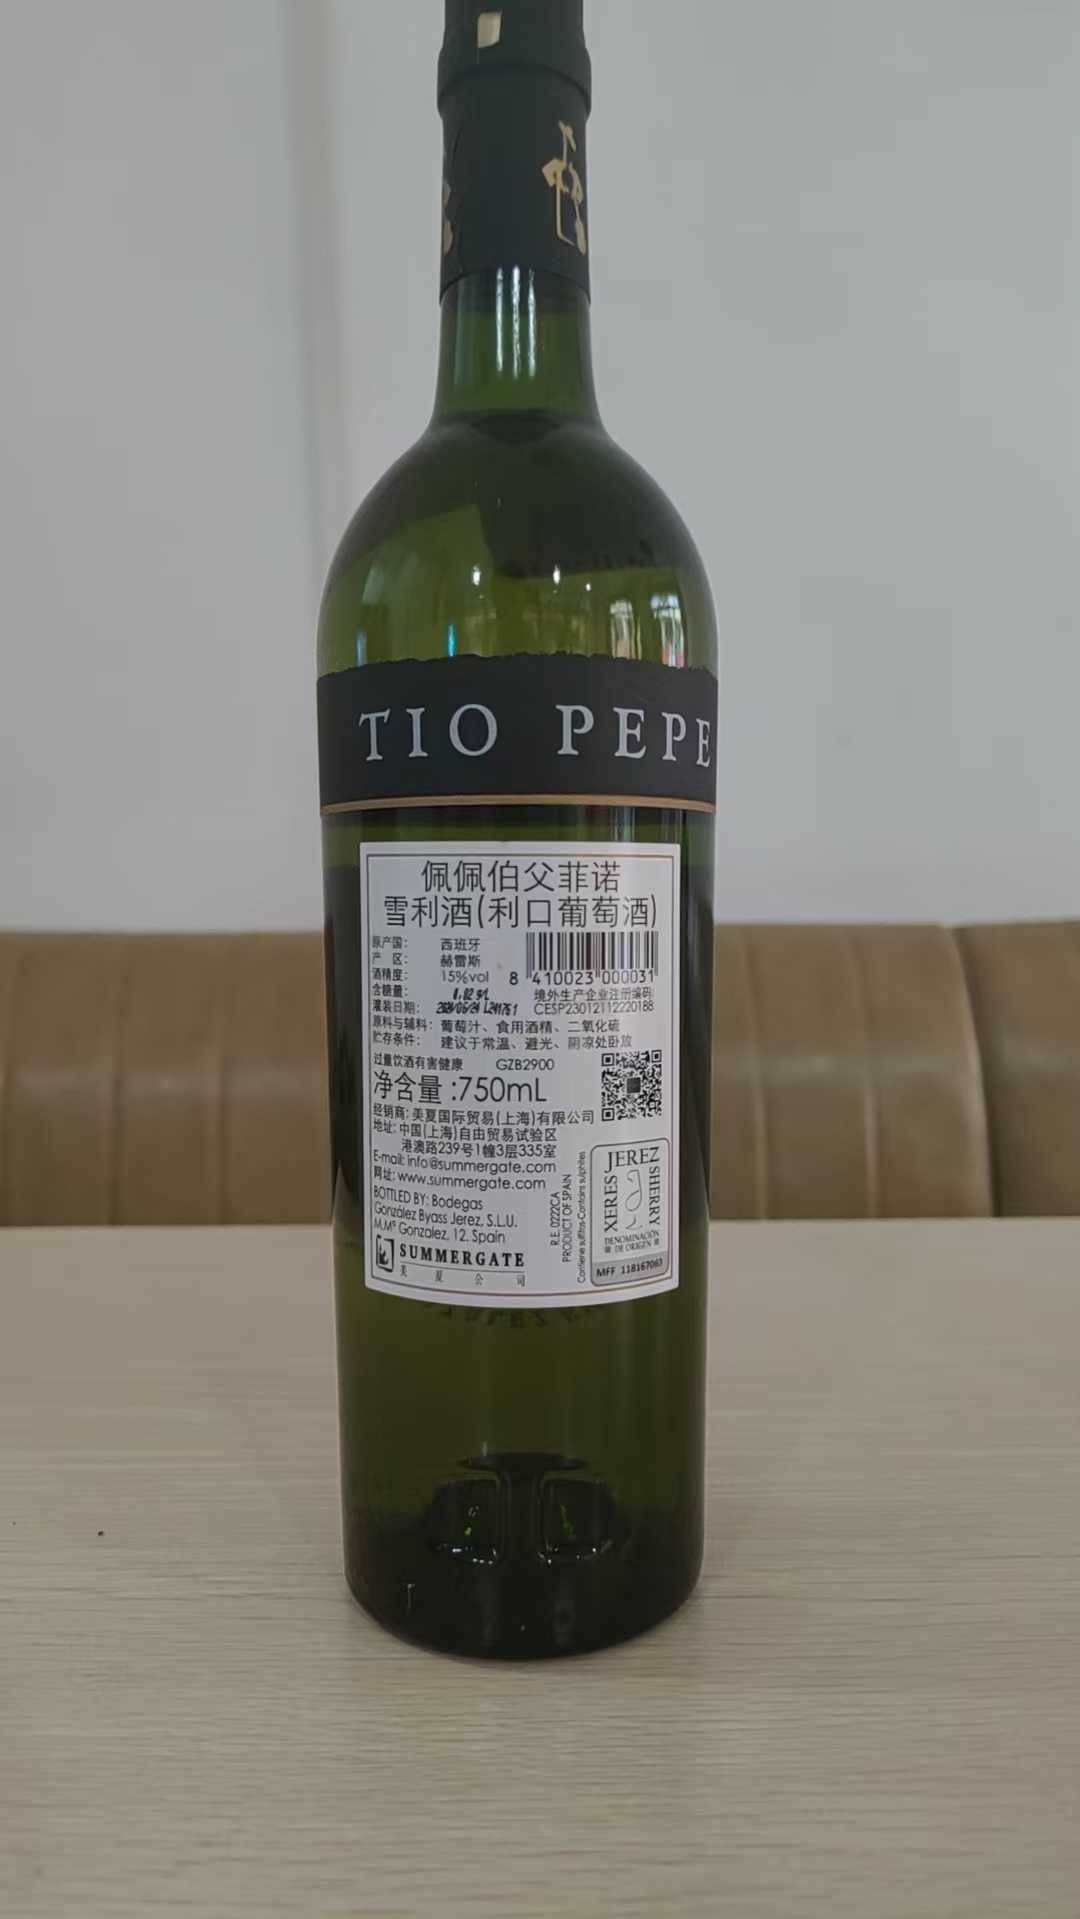 TIO PEPE
佩佩伯父菲诺
雪利酒(利口葡萄酒)
原产国: 西班牙
产 区: 赫雷斯
酒精度: 15%vol
含糖量:
灌装日期: L241761
8 410023 000031
境外生产企业注册编码:
CESP23012112220188
原料与辅料: 葡萄汁、食用酒精、二氧化硫
贮存条件: 建议于常温、避光、阴凉处卧放
过量饮酒有害健康 GZB2900
净含量:750mL
经销商: 美夏国际贸易(上海)有限公司
地址: 中国(上海)自由贸易试验区
港澳路239号1幢3层335室
E-mail: info@summergate.com
网址: www.summergate.com
BOTTLED BY: Bodegas
González Byass Jerez, S.L.U.
M.Mª Gonzalez, 12. Spain
SUMMERGATE
美夏公司
R.E. 0222CA
PRODUCT OF SPAIN
Contiene sulfitos-Contains sulphites
JEREZ
XERES
SHERRY
DENOMINACIÓN
DE ORIGEN
MFF 118167063